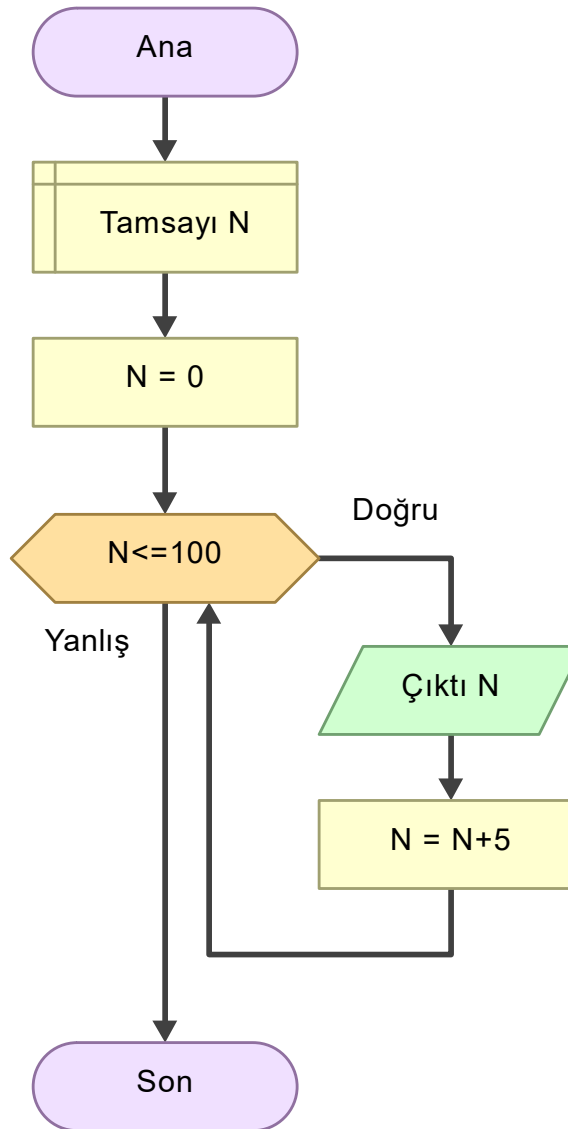 Ana
Tamsayı N
N = 0
N<=100
Doğru
Yanlış
Çıktı N
N = N+5
Son